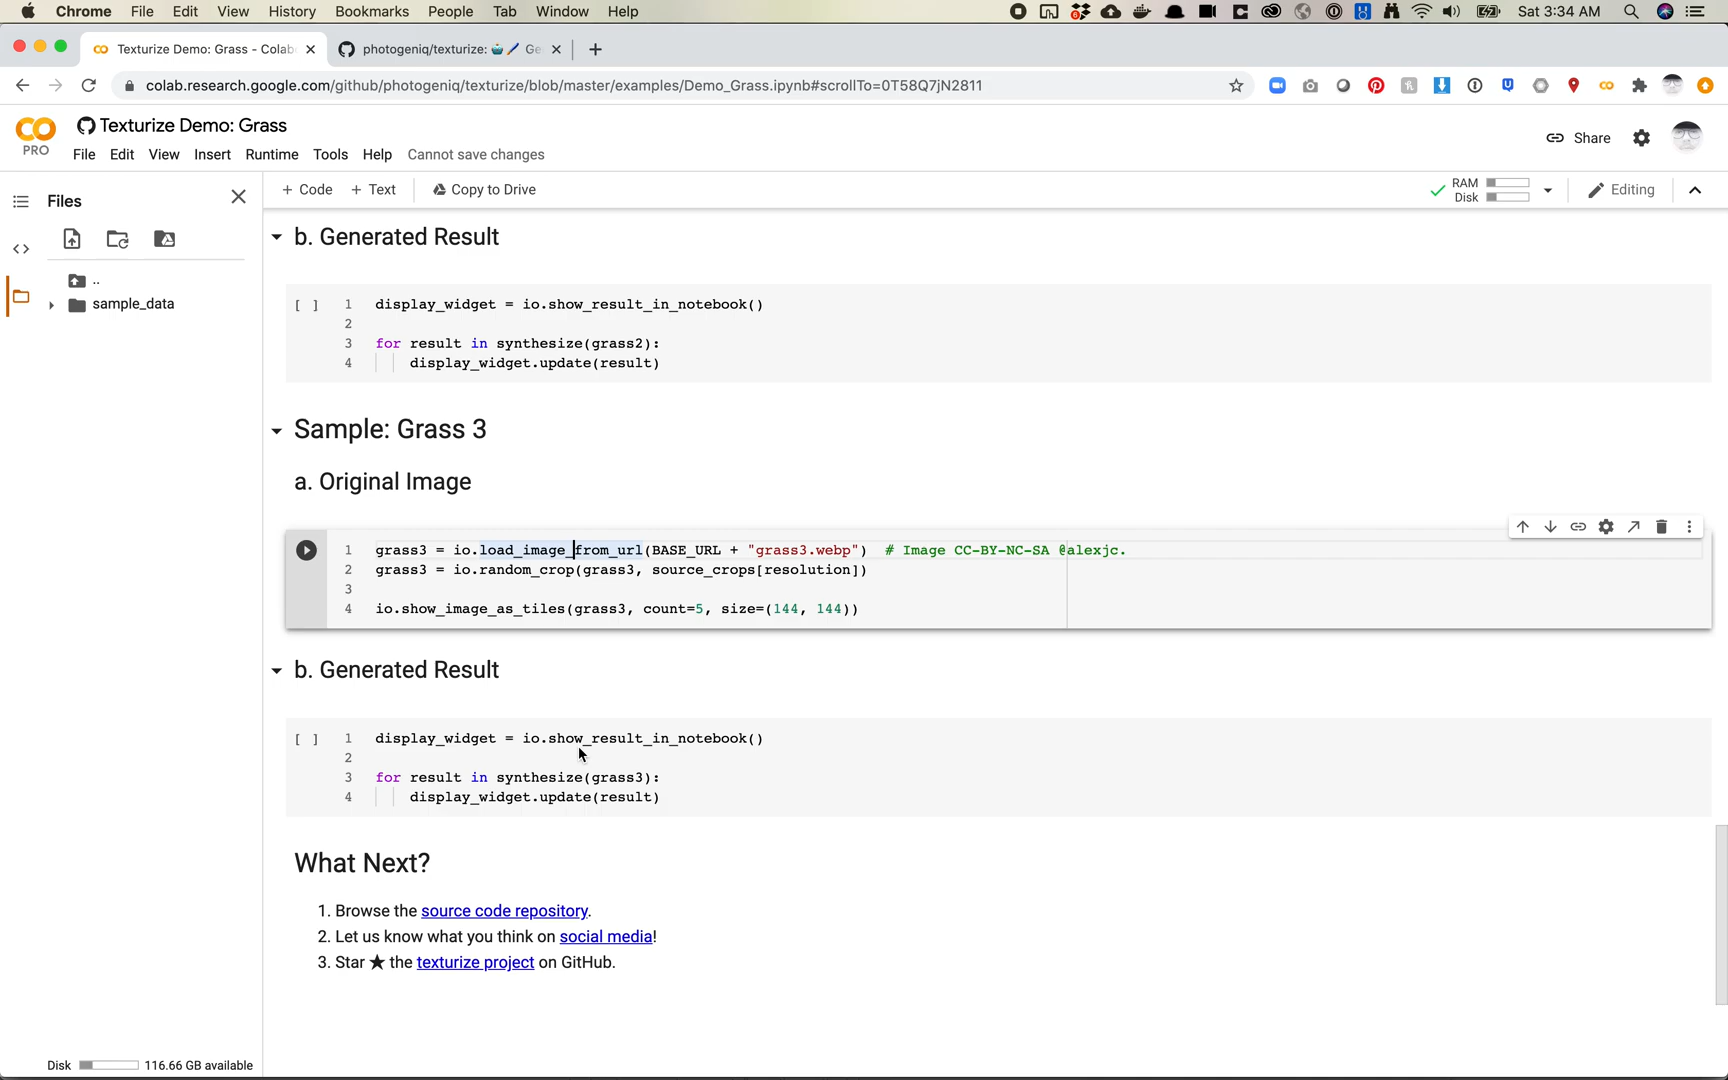 Chrome File Edit View History Bookmarks People Tab Window Help Sat 3:34 AM
Texturize Demo: Grass - Colab photogeniq/texturize: Ge
colab.research.google.com/github/photogeniq/texturize/blob/master/examples/Demo_Grass.ipynb#scrollTo=0T58Q7jN2811
CO PRO
Texturize Demo: Grass
File Edit View Insert Runtime Tools Help Cannot save changes
Share
Files
+ Code + Text Copy to Drive
RAM
Disk
Editing
..
sample_data
b. Generated Result
[ ] 1 display_widget = io.show_result_in_notebook()
2
3 for result in synthesize(grass2):
4 display_widget.update(result)
Sample: Grass 3
a. Original Image
1 grass3 = io.load_image_from_url(BASE_URL + "grass3.webp") # Image CC-BY-NC-SA @alexjc.
2 grass3 = io.random_crop(grass3, source_crops[resolution])
3
4 io.show_image_as_tiles(grass3, count=5, size=(144, 144))
b. Generated Result
[ ] 1 display_widget = io.show_result_in_notebook()
2
3 for result in synthesize(grass3):
4 display_widget.update(result)
What Next?
1. Browse the source code repository.
2. Let us know what you think on social media!
3. Star ★ the texturize project on GitHub.
Disk 116.66 GB available